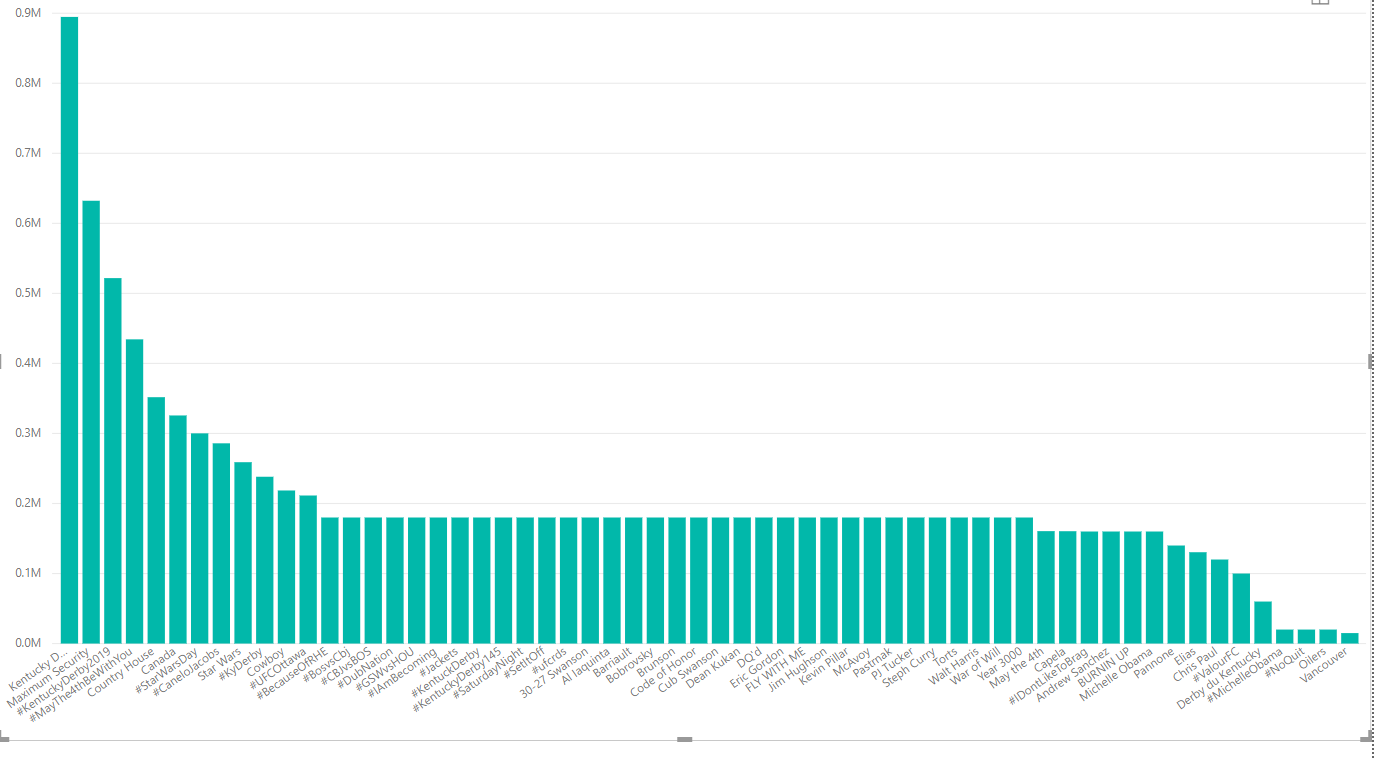 0.9M
0.8M
0.7M
0.6M
0.5M
0.4M
0.3M
0.2M
0.1M
0.0M
Kentucky D...
Maximum Security
#KentuckyDerby2019
#MayThe4thBeWithYou
Country House
Canada
#StarWarsDay
#CaneloJacobs
Star Wars
#KyDerby
Cowboy
#UFCOttawa
#BecauseOfRHE
#BosvsCbj
#CBJvsBOS
#DubNation
#GSWvsHOU
#IAmBecoming
#Jackets
#KentuckDerby
#KentuckyDerby145
#SaturdayNight
#SetItOff
#ufcrds
30-27 Swanson
Al Iaquinta
Barriault
Bobrovsky
Brunson
Code of Honor
Cub Swanson
Dean Kukan
DQ'd
Eric Gordon
FLY WITH ME
Jim Hughson
Kevin Pillar
McAvoy
Pastrnak
PJ Tucker
Steph Curry
Torts
Walt Harris
War of Will
Year 3000
May the 4th
Capela
#IDontLikeToBrag
Andrew Sanchez
BURNIN UP
Michelle Obama
Pannone
Elias
Chris Paul
#ValourFC
Derby du Kentucky
#MichelleObama
#NoQuit
Oilers
Vancouver